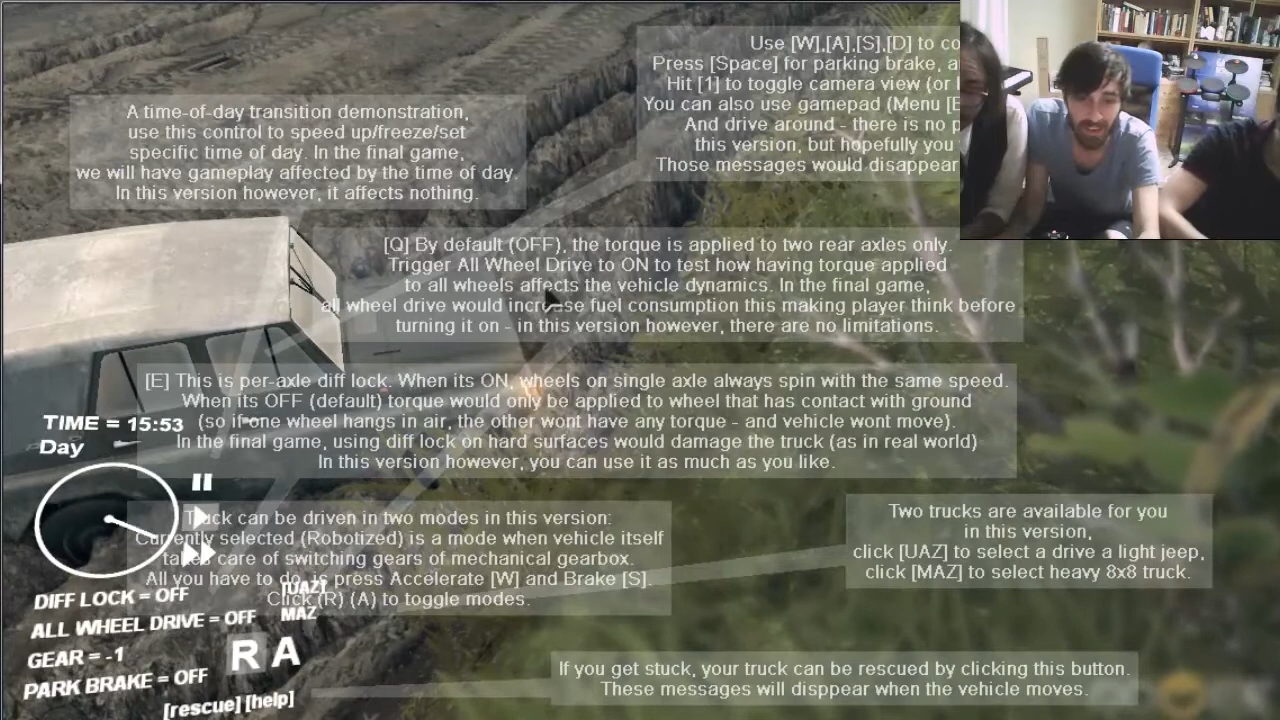 Use [W],[A],[S],[D] to co
Press [Space] for parking brake, a
Hit [1] to toggle camera view (or
You can also use gamepad (Menu [E
And drive around - there is no p
this version, but hopefully you
Those messages would disappear
A time-of-day transition demonstration,
use this control to speed up/freeze/set
specific time of day. In the final game,
we will have gameplay affected by the time of day.
In this version however, it affects nothing.
[Q] By default (OFF), the torque is applied to two rear axles only.
Trigger All Wheel Drive to ON to test how having torque applied
to all wheels affects the vehicle dynamics. In the final game,
all wheel drive would increase fuel consumption this making player think before
turning it on - in this version however, there are no limitations.
[E] This is per-axle diff lock. When its ON, wheels on single axle always spin with the same speed.
When its OFF (default) torque would only be applied to wheel that has contact with ground
(so if one wheel hangs in air, the other wont have any torque - and vehicle wont move).
In the final game, using diff lock on hard surfaces would damage the truck (as in real world)
In this version however, you can use it as much as you like.
TIME = 15:53
Day
Truck can be driven in two modes in this version:
Currently selected (Robotized) is a mode when vehicle itself
takes care of switching gears of mechanical gearbox.
All you have to do, is press Accelerate [W] and Brake [S].
Click (R) (A) to toggle modes.
Two trucks are available for you
in this version,
click [UAZ] to select a drive a light jeep,
click [MAZ] to select heavy 8x8 truck.
DIFF LOCK = OFF
[UAZ]
ALL WHEEL DRIVE = OFF
MAZ
GEAR = -1
R A
PARK BRAKE = OFF
[rescue] [help]
If you get stuck, your truck can be rescued by clicking this button.
These messages will disppear when the vehicle moves.